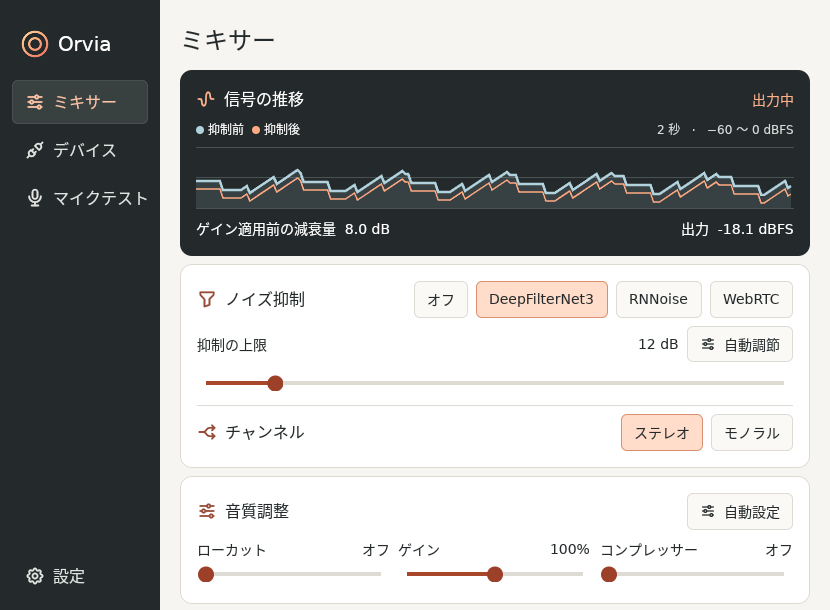 Orvia
ミキサー
デバイス
マイクテスト
設定
ミキサー
信号の推移 出力中
抑制前 抑制後 2 秒 · −60 〜 0 dBFS
ゲイン適用前の減衰量 8.0 dB 出力 -18.1 dBFS
ノイズ抑制 オフ DeepFilterNet3 RNNoise WebRTC
抑制の上限 12 dB 自動調節
チャンネル ステレオ モノラル
音質調整 自動設定
ローカット オフ ゲイン 100% コンプレッサー オフ